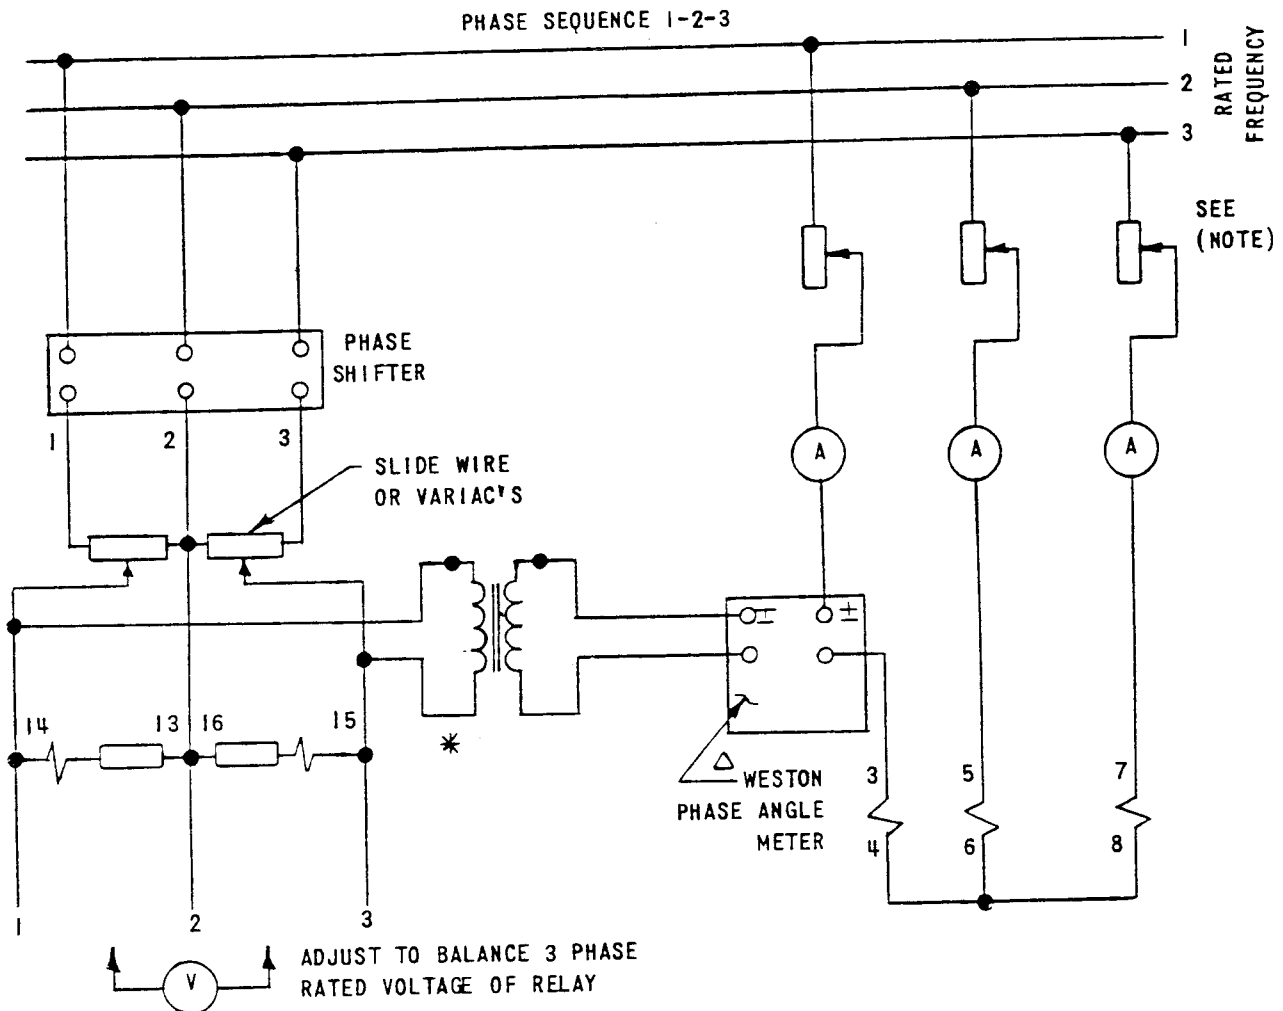 PHASE SEQUENCE 1-2-3
1
2
3
RATED
FREQUENCY
SEE
(NOTE)
PHASE
SHIFTER
1
2
3
SLIDE WIRE
OR VARIAC'S
A
A
A
±
±
14
13
16
15
*
Δ
WESTON
PHASE ANGLE
METER
3
4
5
6
7
8
1
2
3
V
ADJUST TO BALANCE 3 PHASE
RATED VOLTAGE OF RELAY